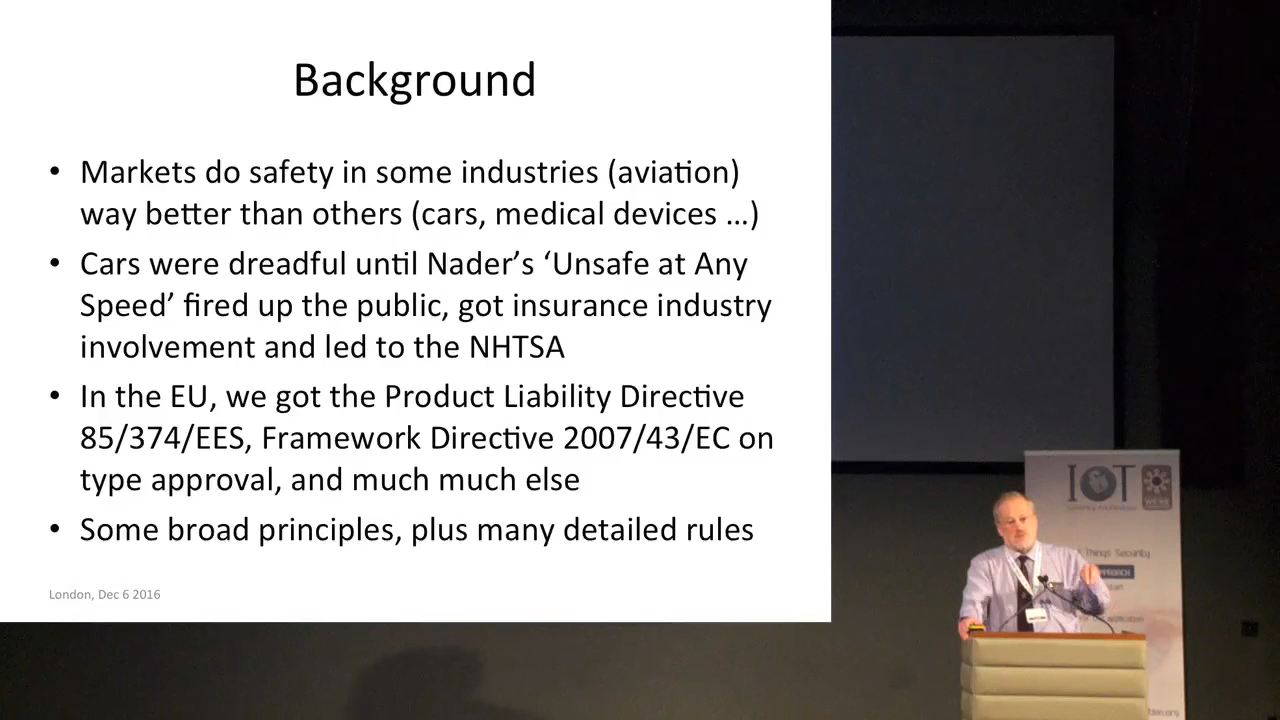 Background
• Markets do safety in some industries (aviation)
way better than others (cars, medical devices …)
• Cars were dreadful until Nader’s ‘Unsafe at Any
Speed’ fired up the public, got insurance industry
involvement and led to the NHTSA
• In the EU, we got the Product Liability Directive
85/374/EES, Framework Directive 2007/43/EC on
type approval, and much much else
• Some broad principles, plus many detailed rules
London, Dec 6 2016
IOT
Things Security